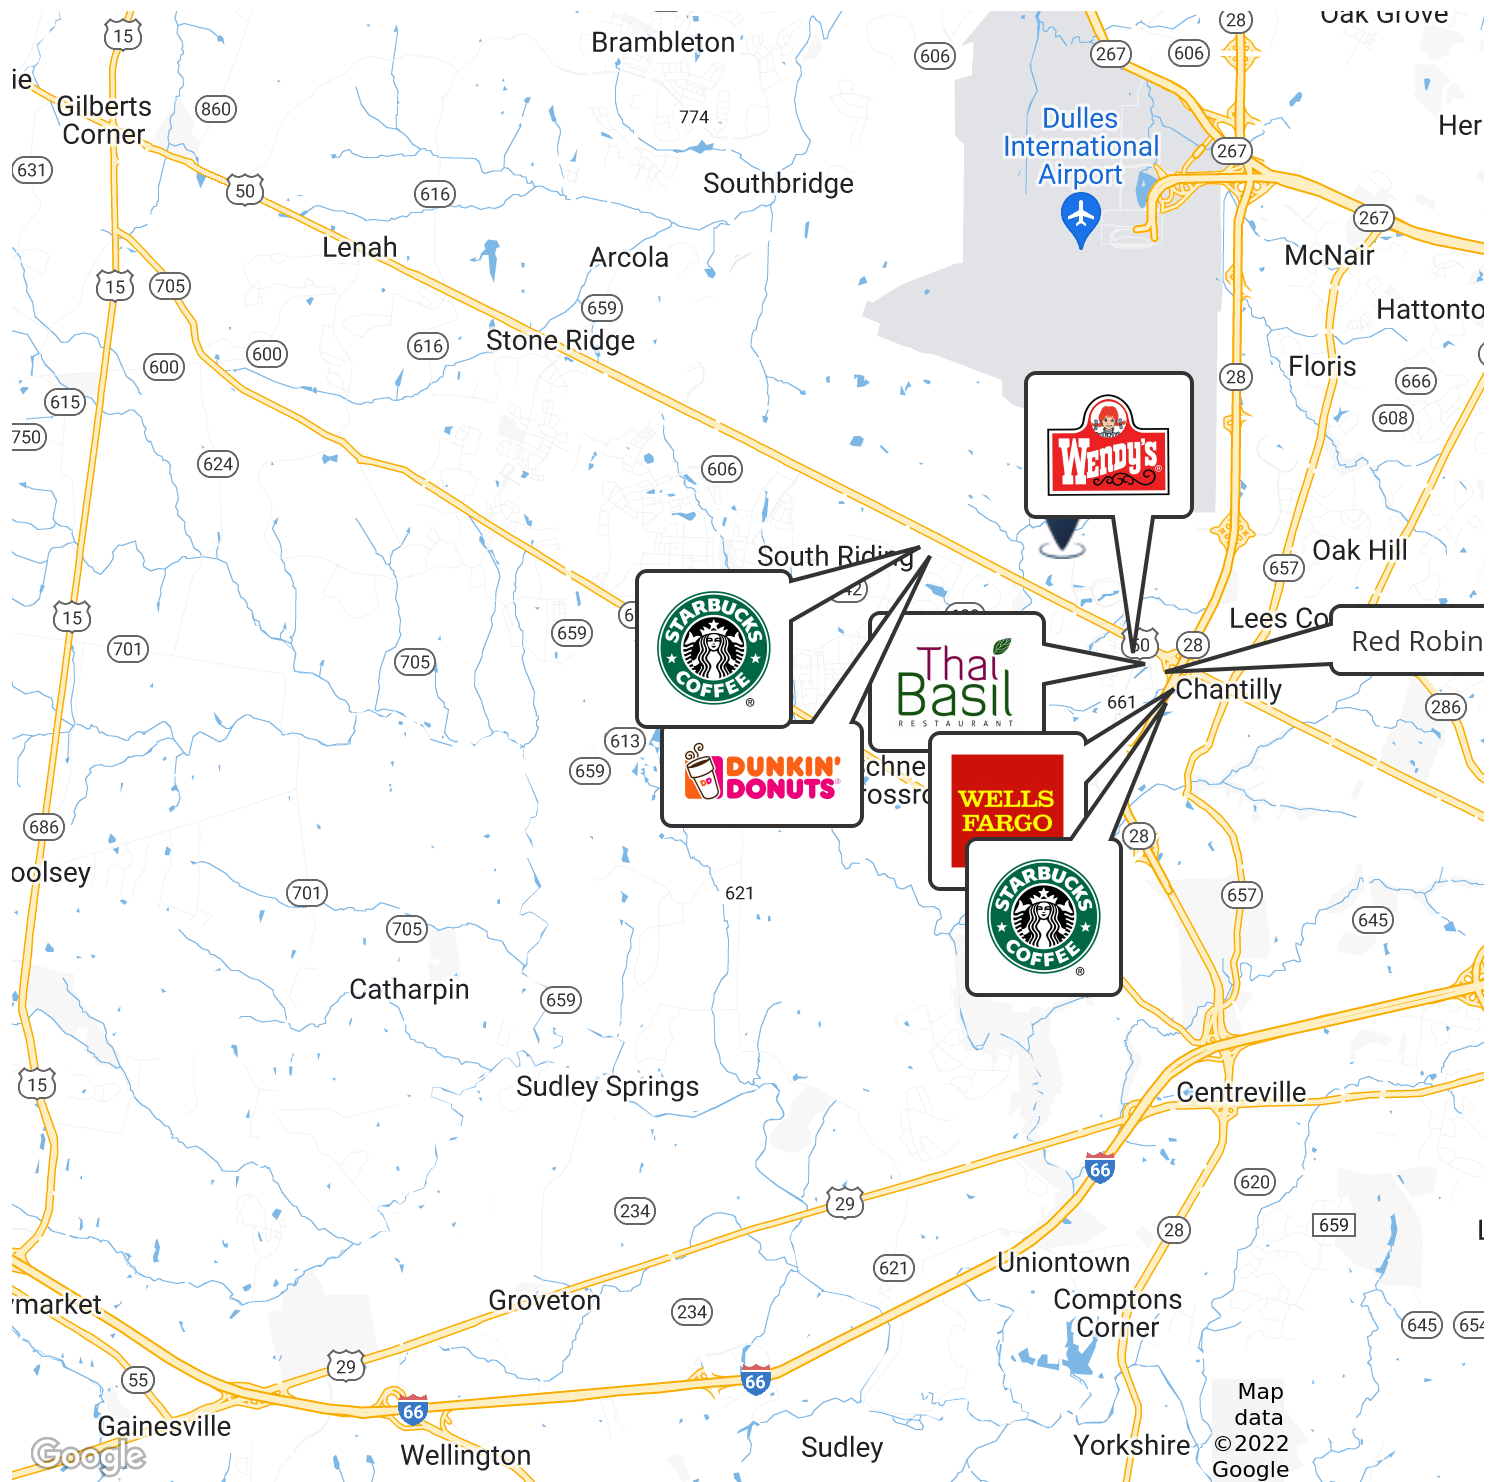 15
Brambleton
606
267
606
28
Oak Grove
ie
Gilberts
Corner
860
774
Dulles
International
Airport
267
Her
631
50
616
Southbridge
267
Lenah
Arcola
McNair
15
705
659
Hattonto
Stone Ridge
616
600
600
Floris
28
666
615
608
750
624
606
WENDY'S
®
South Riding
Oak Hill
657
15
659
42
Lees Co
50
28
701
705
STARBUCKS
COFFEE
®
Thai
Basil
RESTAURANT
Red Robin
661
Chantilly
286
613
659
DUNKIN'
DONUTS
®
chne
ossro
WELLS
FARGO
28
686
oolsey
701
621
657
645
705
STARBUCKS
COFFEE
®
Catharpin
659
15
Sudley Springs
Centreville
66
620
234
29
28
659
621
Uniontown
Groveton
234
Comptons
Corner
market
645
654
29
55
66
66
Gainesville
Wellington
Sudley
Yorkshire
Google
Map
data
©2022
Google